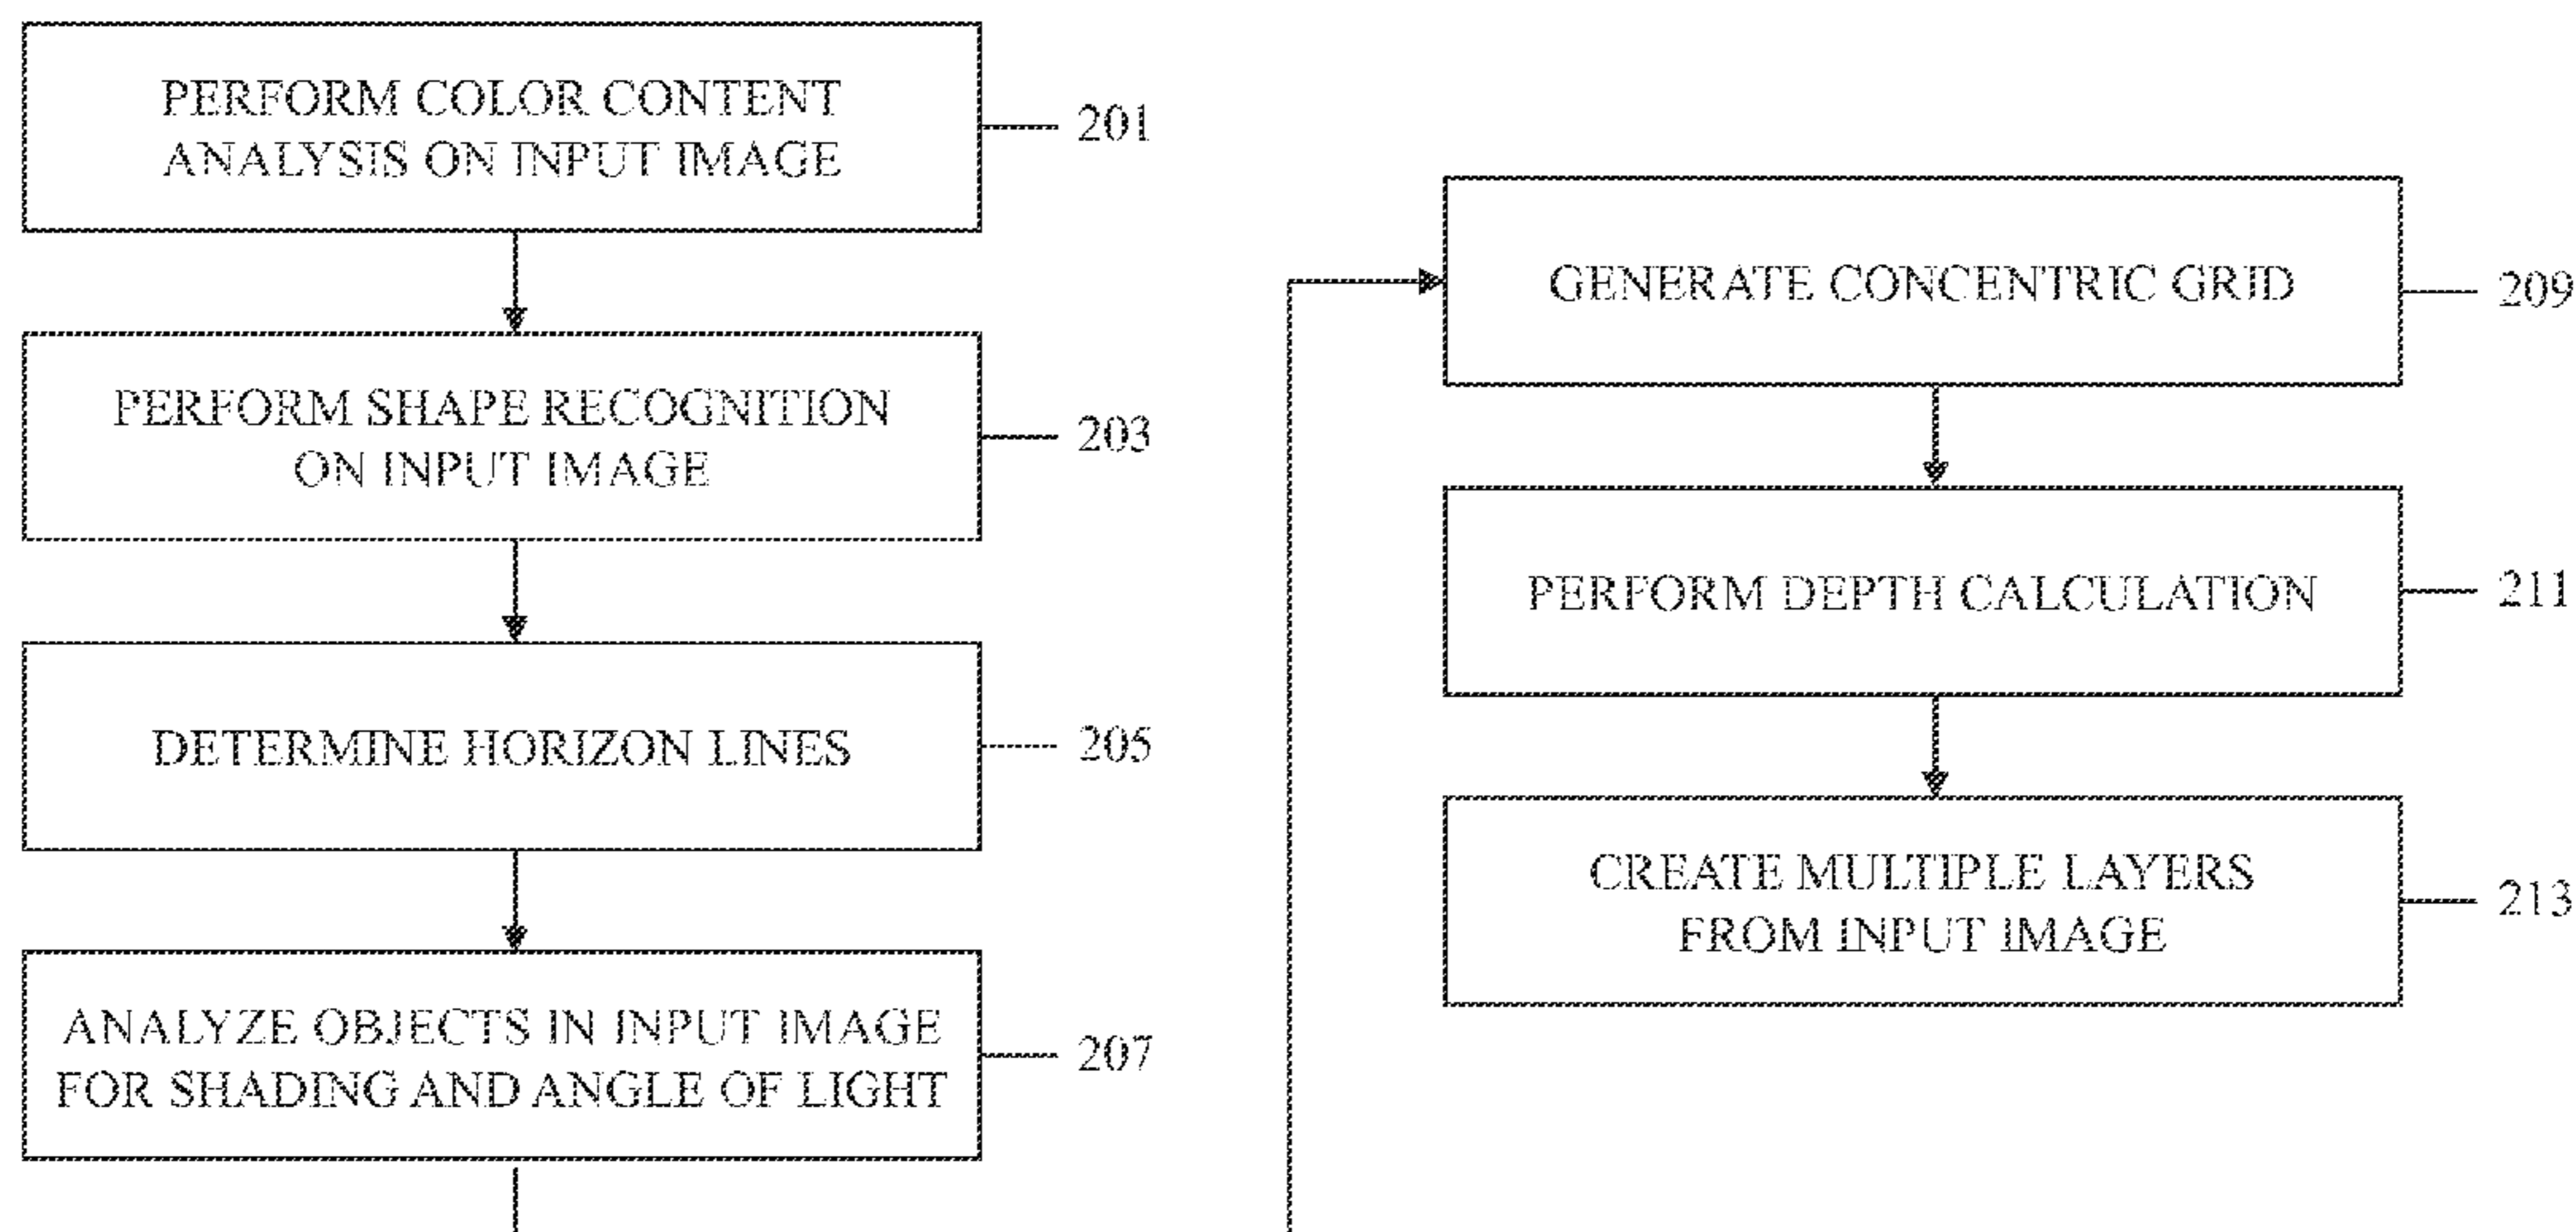 PERFORM COLOR CONTENT
ANALYSIS ON INPUT IMAGE
201
PERFORM SHAPE RECOGNITION
ON INPUT IMAGE
203
DETERMINE HORIZON LINES
205
ANALYZE OBJECTS IN INPUT IMAGE
FOR SHADING AND ANGLE OF LIGHT
207
GENERATE CONCENTRIC GRID
209
PERFORM DEPTH CALCULATION
211
CREATE MULTIPLE LAYERS
FROM INPUT IMAGE
213